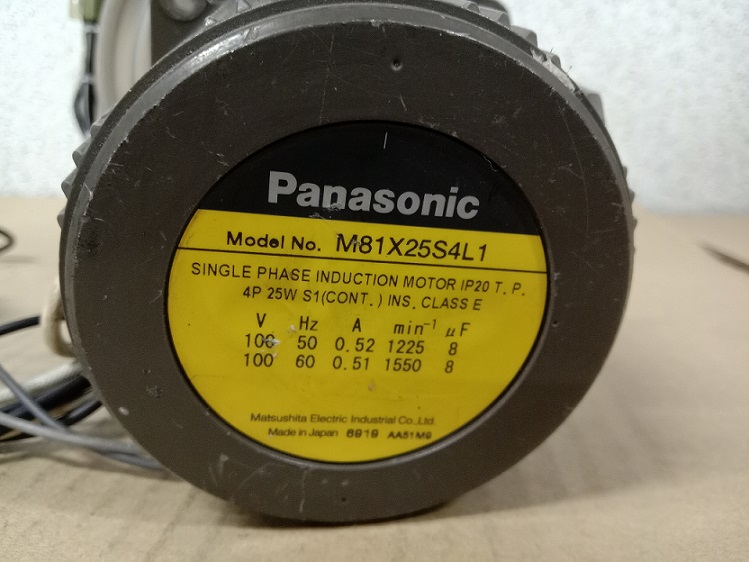 Panasonic
Model No. M81X25S4L1
SINGLE PHASE INDUCTION MOTOR IP20 T.P.
4P 25W S1(CONT.) INS. CLASS E
V Hz A min⁻¹ µF
100 50 0.52 1225 8
100 60 0.51 1550 8
Matsushita Electric Industrial Co.,Ltd.
Made in Japan 6919 AA51M9